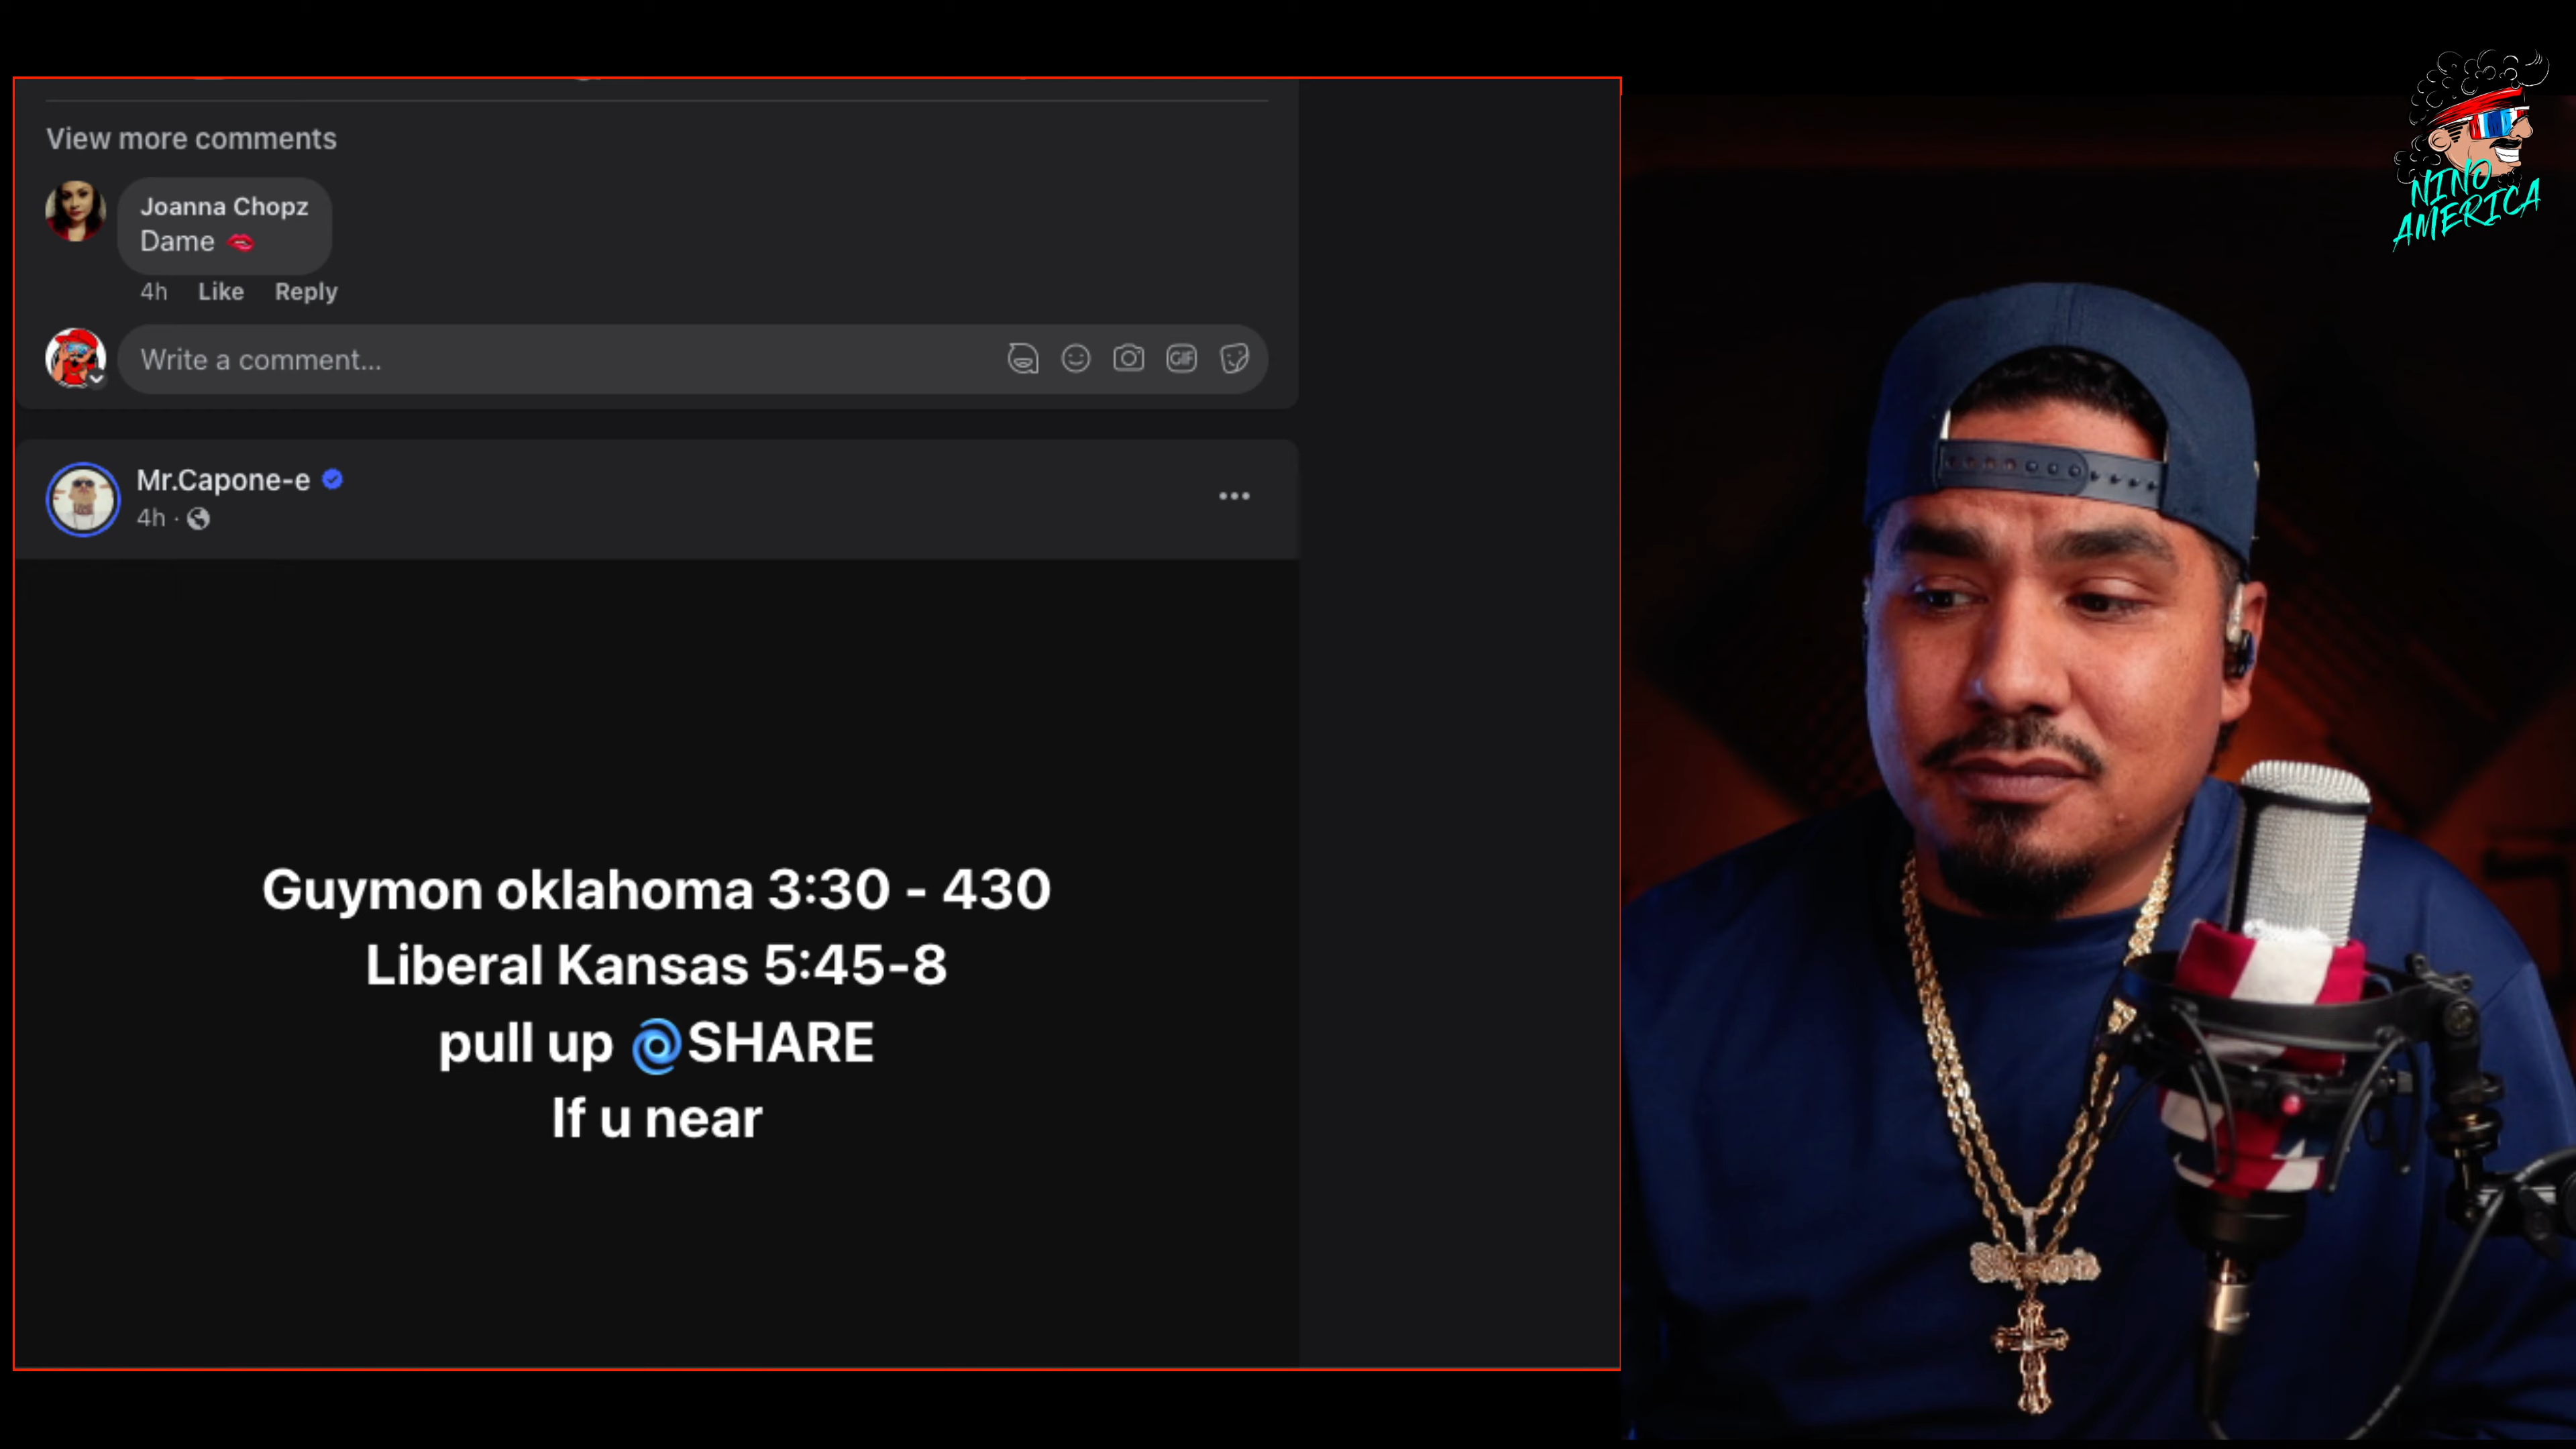 View more comments
Joanna Chopz
Dame
4h Like Reply
Write a comment...
GIF
Mr.Capone-e
4h ·
Guymon oklahoma 3:30 - 430
Liberal Kansas 5:45-8
pull up SHARE
If u near
NINO
AMERICA